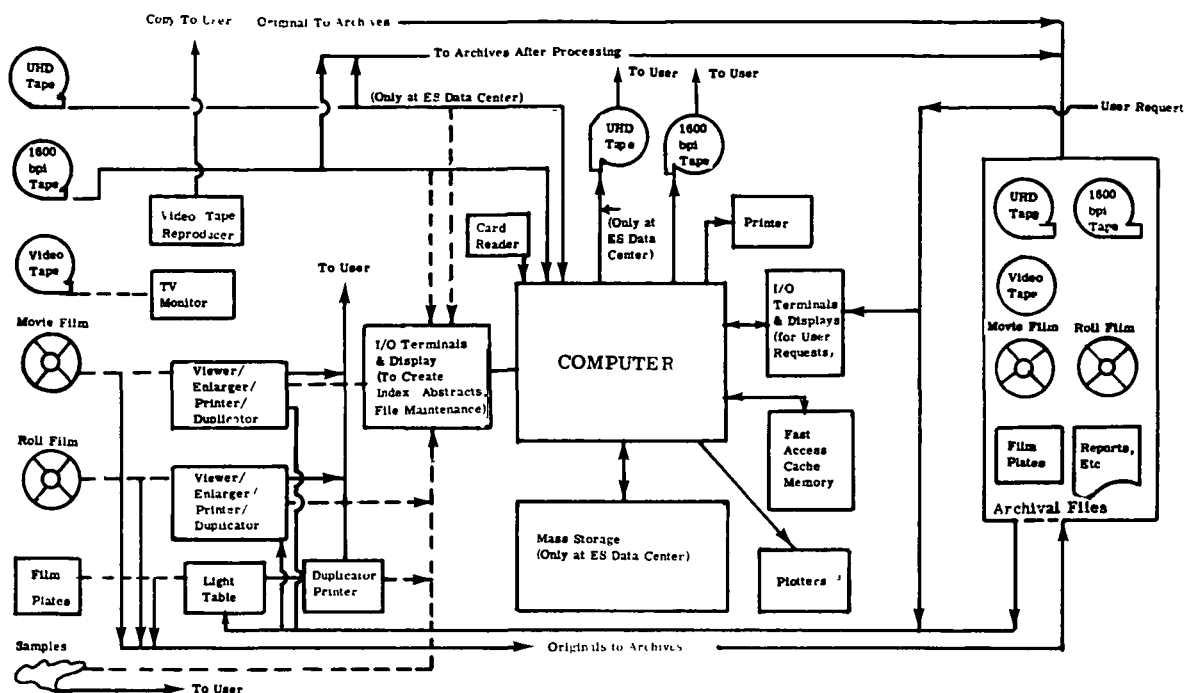 Copy To User
Original To Archives
To Archives After Processing
UHD
Tape
(Only at ES Data Center)
To User
To User
User Requert
1600
bpi
Tape
UHD
Tape
1600
bpi
Tape
Video Tape
Reproducer
Card
Reader
(Only at
ES Data
Center)
Printer
UHD
Tape
1600
bpi
Tape
Video
Tape
TV
Monitor
To User
I/O
Terminals
& Displays
(for User
Requests,
Video
Tape
Movie Film
Viewer/
Enlarger/
Printer/
Duplicator
I/O Terminals
& Display
(To Create
Index Abstracts,
File Maintenance)
COMPUTER
Movie Film
Roll Film
Roll Film
Viewer/
Enlarger/
Printer/
Duplicator
Fast
Access
Cache
Memory
Film
Plates
Reports,
Etc
Archival Files
Mass Storage
(Only at ES Data Center)
Plotters
Film
Plates
Light
Table
Duplicator
Printer
Originals to Archives
Samples
To User